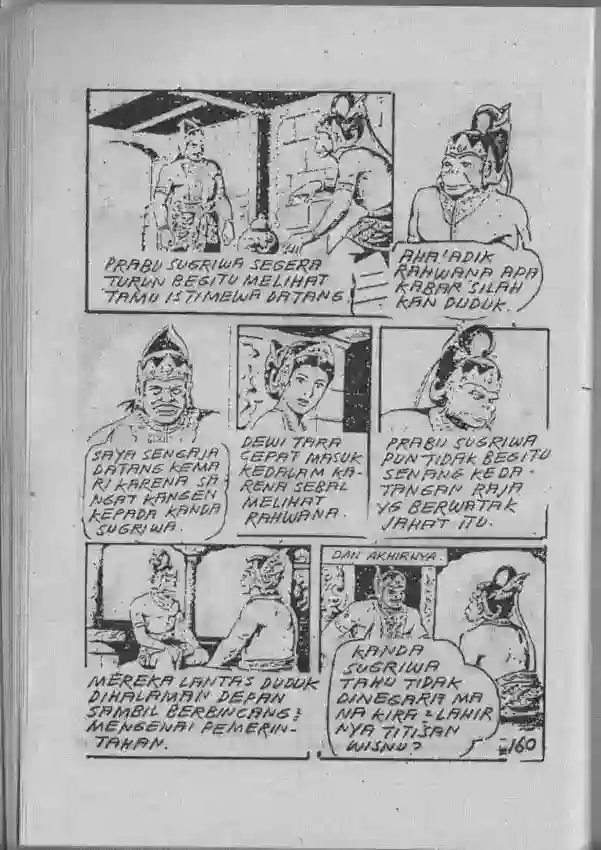 PRABU SUGRIWA SEGERA
TURUN BEGITU MELIHAT
TAMU ISTIMEWA DATANG.
AHA! ADIK
RAHWANA APA
KABAR SILAH
KAN DUDUK.
SAYA SENGAJA
DATANG KEMA
RI KARENA SA
NGAT KANGEN
KEPADA KANDA
SUGRIWA.
DEWI TARA
CEPAT MASUK
KEDALAM KA-
RENA SEBAL
MELIHAT
RAHWANA.
PRABU SUGRIWA
PUN TIDAK BEGITU
SENANG KEDA-
TANGAN RAJA
YG BERWATAK
JAHAT ITU.
MEREKA LANTAS DUDUK
DIHALAMAN DEPAN
SAMBIL BERBINCANG2
MENGENAI PEMERIN-
TAHAN.
DAN AKHIRNYA.
KANDA
SUGRIWA
TAHU TIDAK
DINEGARA MA
NA KIRA2 LAHIR
NYA TITISAN
WISNU?
160